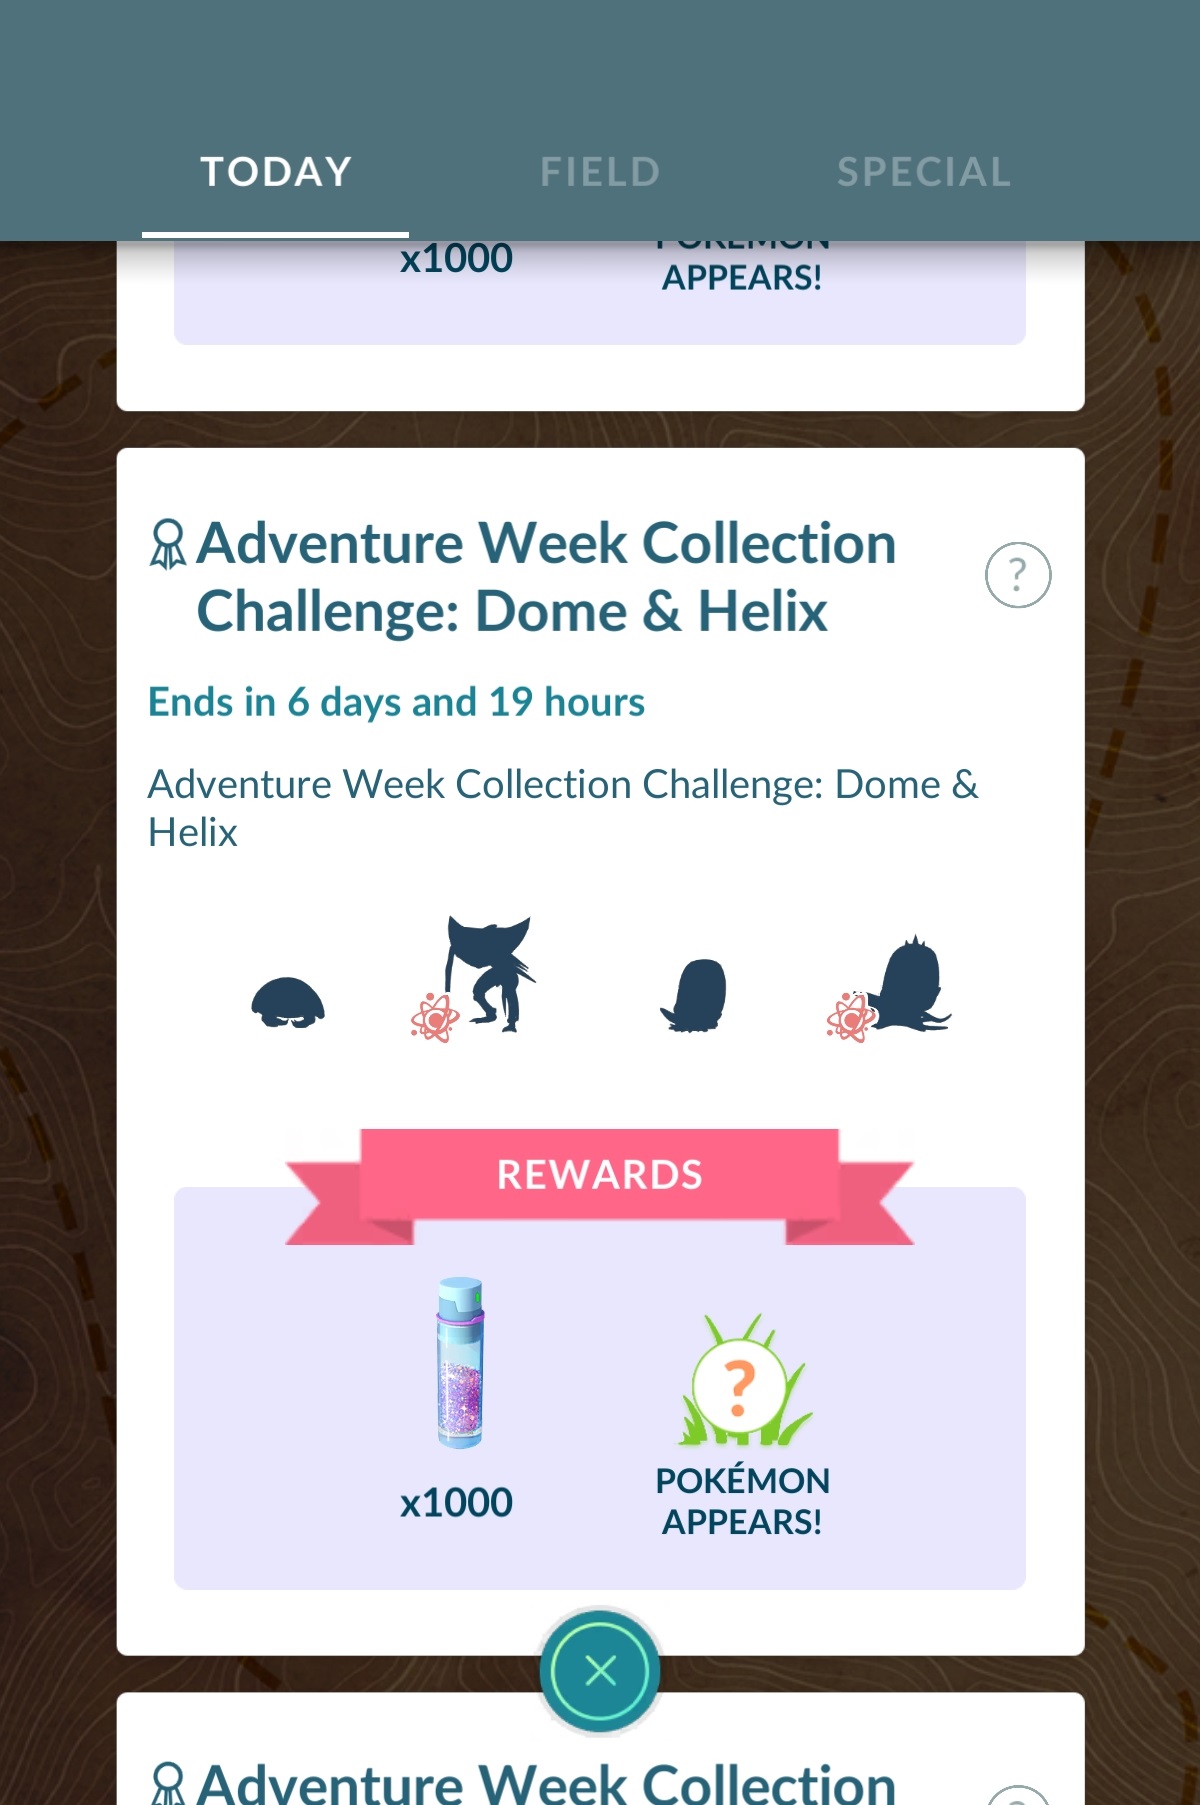 TODAY FIELD SPECIAL
x1000
POKÉMON
APPEARS!
Adventure Week Collection
Challenge: Dome & Helix
?
Ends in 6 days and 19 hours
Adventure Week Collection Challenge: Dome &
Helix
REWARDS
?
x1000
POKÉMON
APPEARS!
Adventure Week Collection